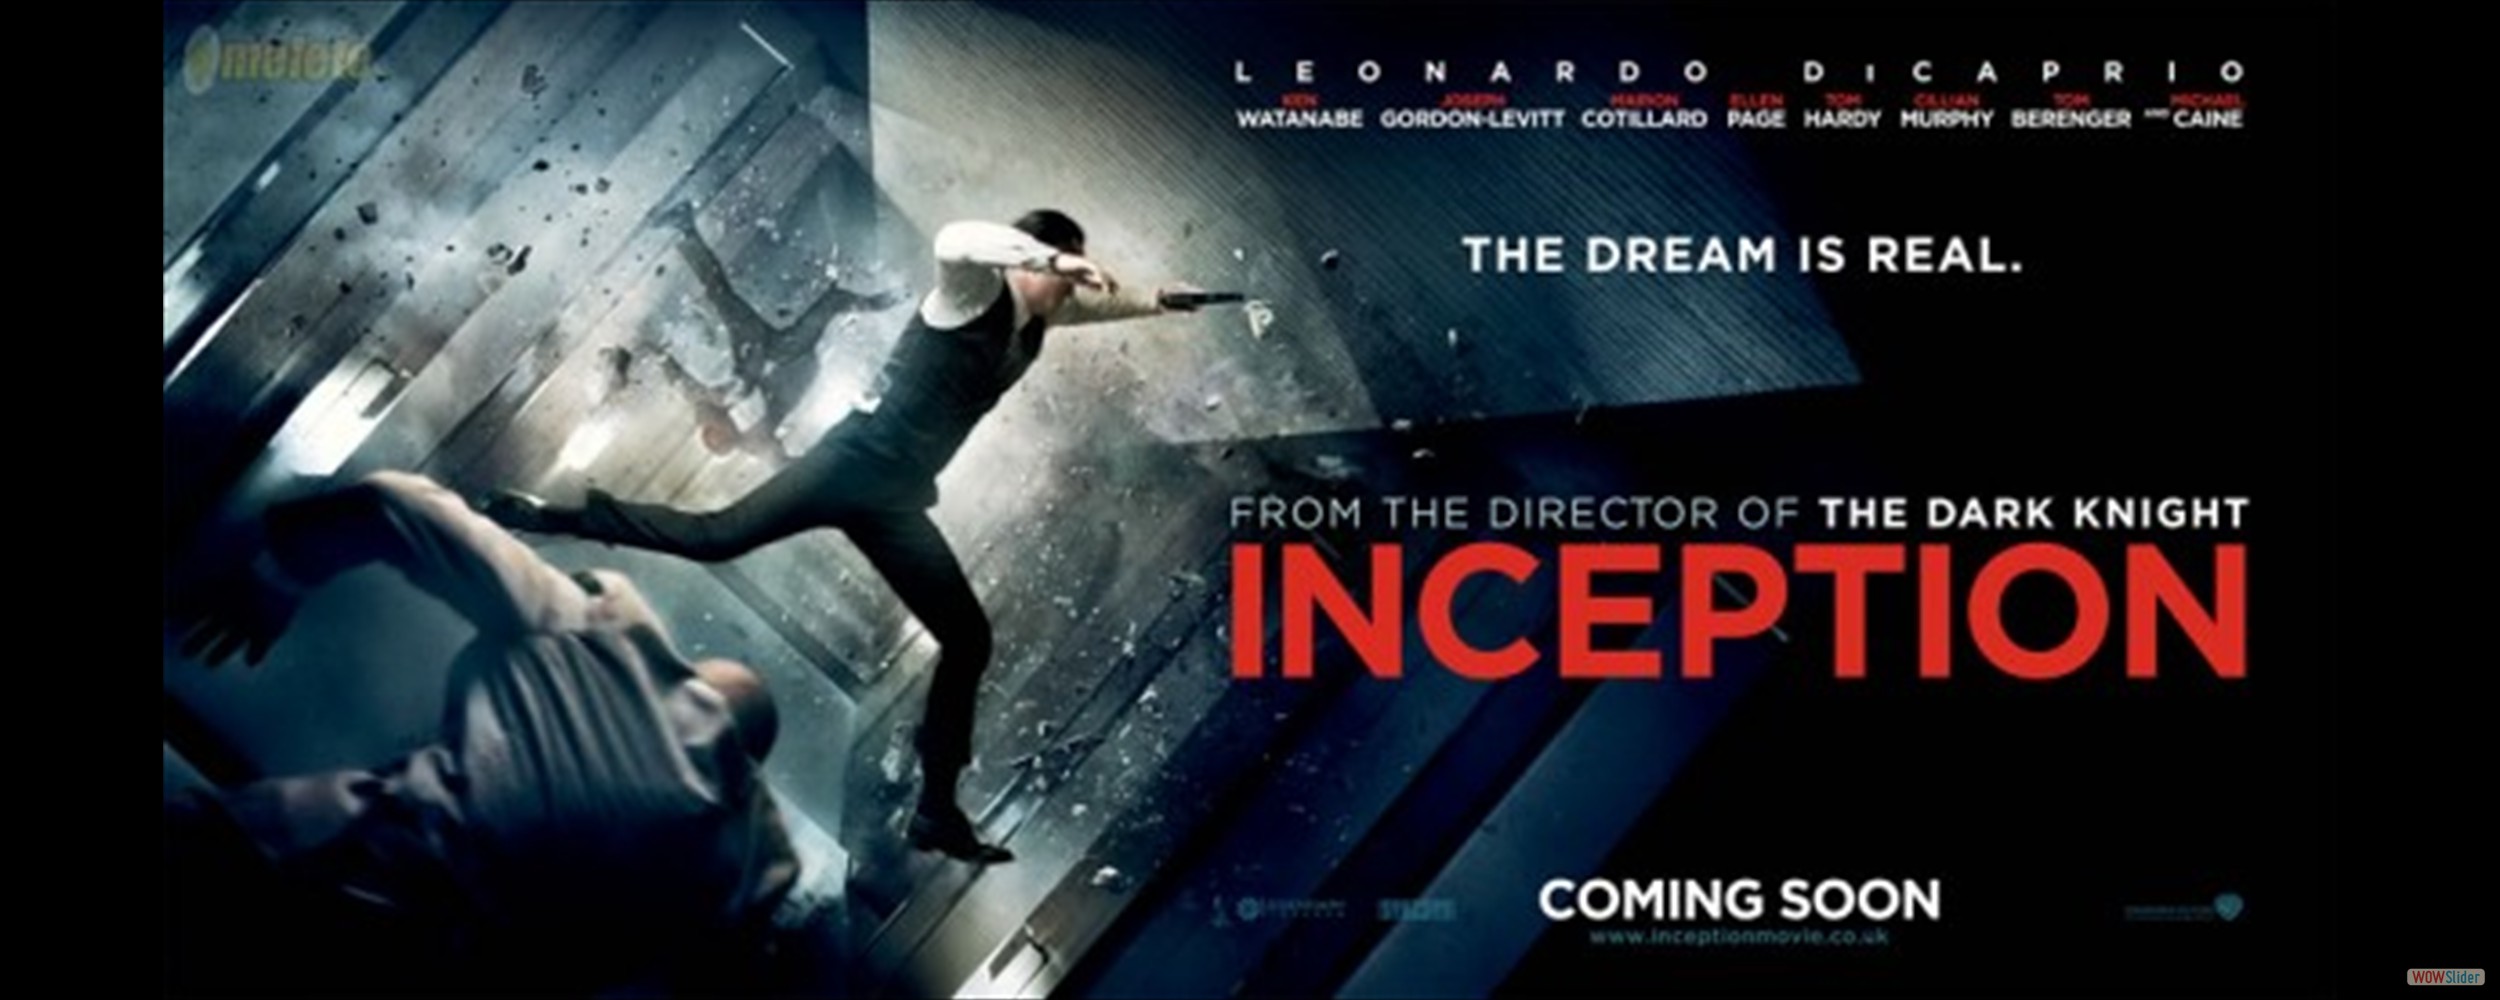 Omelete
LEONARDO DiCAPRIO
KEN WATANABE JOSEPH GORDON-LEVITT MARION COTILLARD ELLEN PAGE TOM HARDY CILLIAN MURPHY TOM BERENGER AND MICHAEL CAINE
THE DREAM IS REAL.
FROM THE DIRECTOR OF THE DARK KNIGHT
INCEPTION
LEGENDARY
COMING SOON
www.inceptionmovie.co.uk
WOWSlider